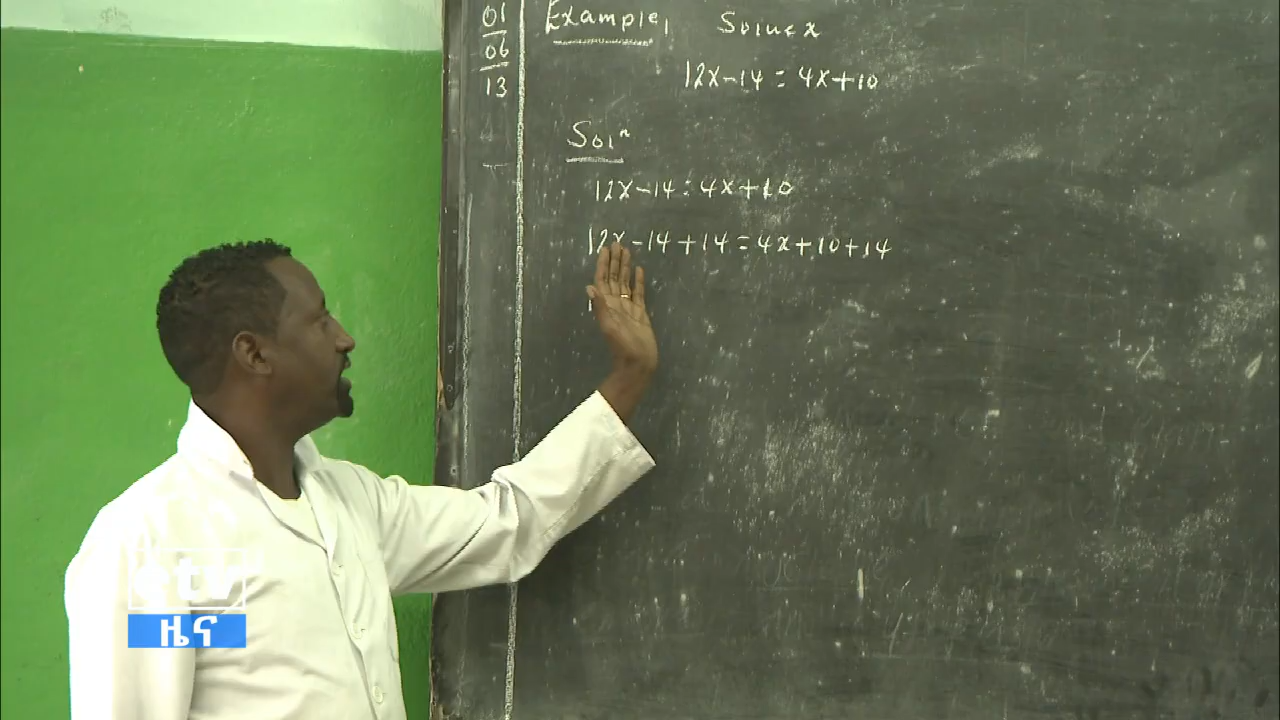 01
06
13
Example, Solve x
12x-14 = 4x+10
Solⁿ
12x-14 = 4x+10
12x-14+14 = 4x+10+14
etv
ዜና